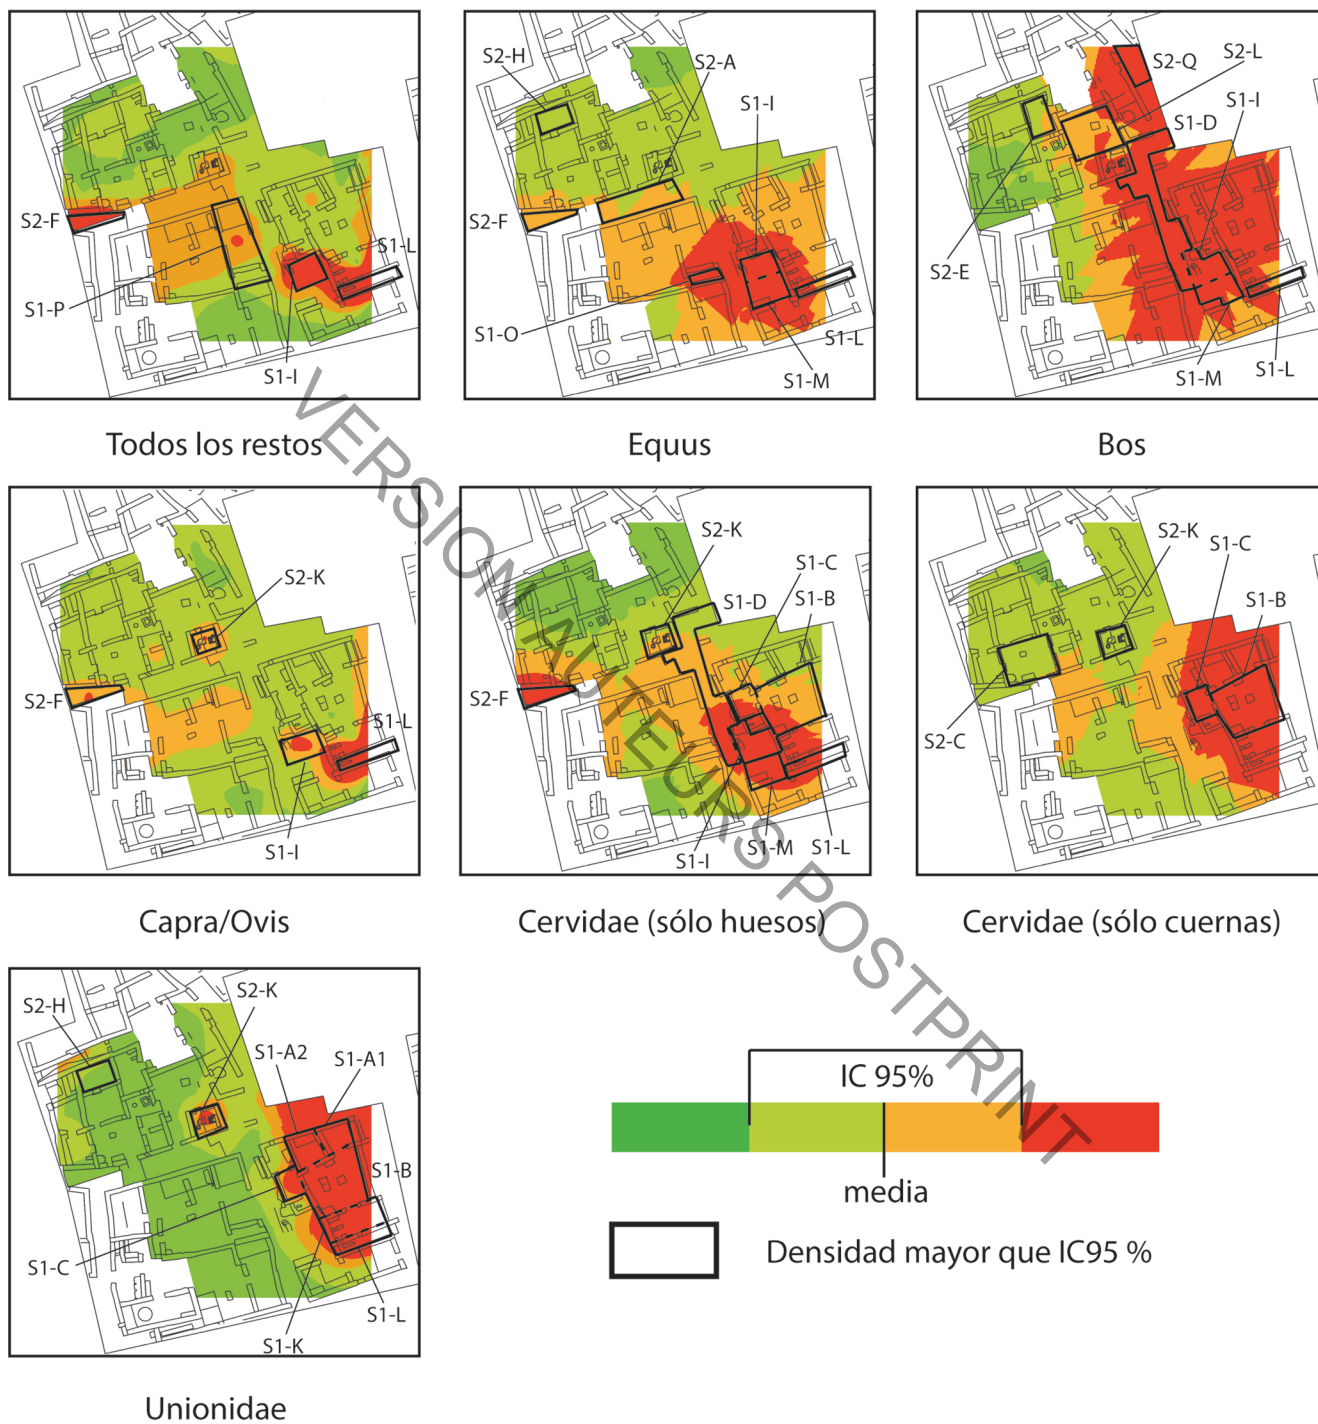 S2-F
S1-P
S1-I
S1-L
Todos los restos
S2-H
S2-A
S1-I
S2-F
S1-O
S1-L
S1-M
Equus
S2-Q
S2-L
S1-I
S1-D
S2-E
S1-M
S1-L
Bos
S2-K
S2-F
S1-L
S1-I
Capra/Ovis
S2-K
S1-C
S1-D
S1-B
S2-F
S1-I
S1-M
S1-L
Cervidae (sólo huesos)
S2-K
S1-C
S1-B
S2-C
Cervidae (sólo cuernas)
S2-H
S2-K
S1-A2
S1-A1
S1-B
S1-C
S1-L
S1-K
Unionidae
IC 95%
media
Densidad mayor que IC95 %
VERSION AUTEURS POSTPRINT